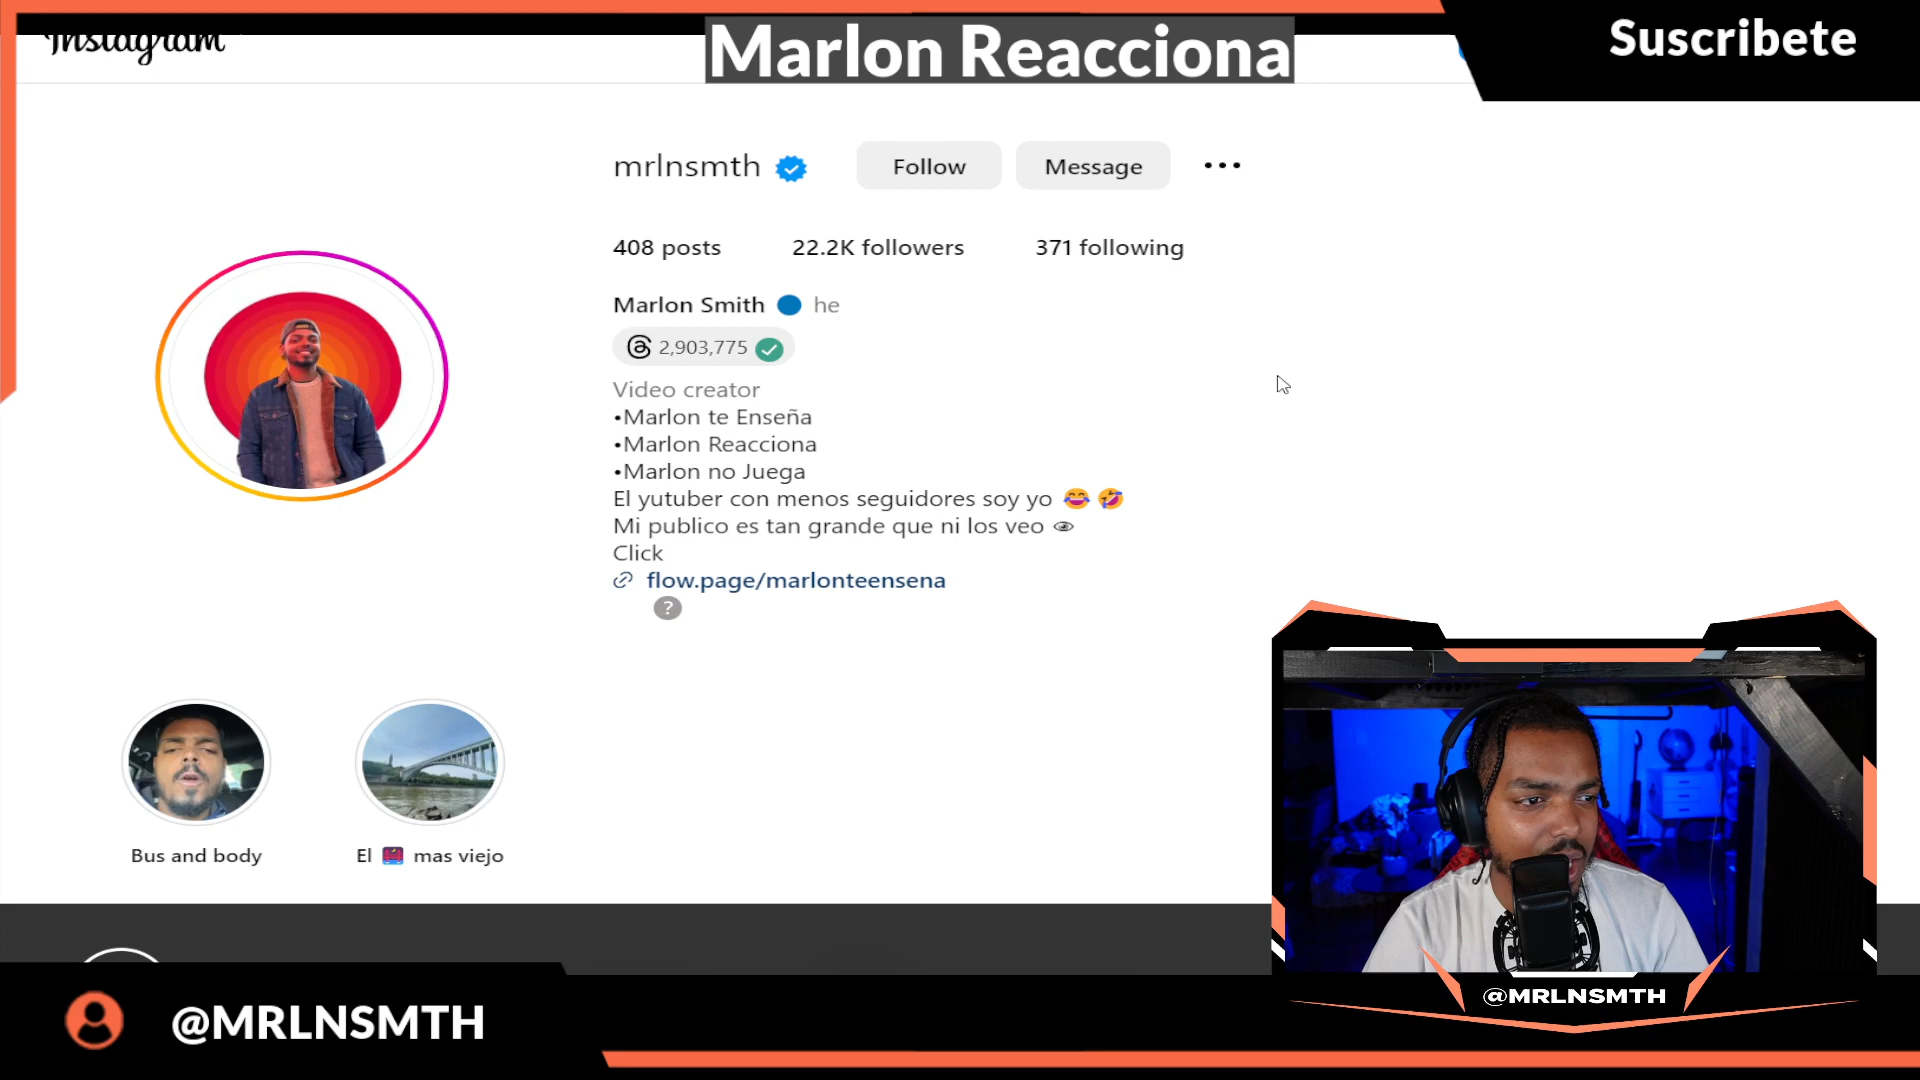 Instagram
Marlon Reacciona
Suscribete
mrlnsmth
Follow
Message
408 posts
22.2K followers
371 following
Marlon Smith he
2,903,775
Video creator
•Marlon te Enseña
•Marlon Reacciona
•Marlon no Juega
El yutuber con menos seguidores soy yo 😂 🤣
Mi publico es tan grande que ni los veo 👁
Click
flow.page/marlonteensena
?
Bus and body
El 🌉 mas viejo
@MRLNSMTH
@MRLNSMTH